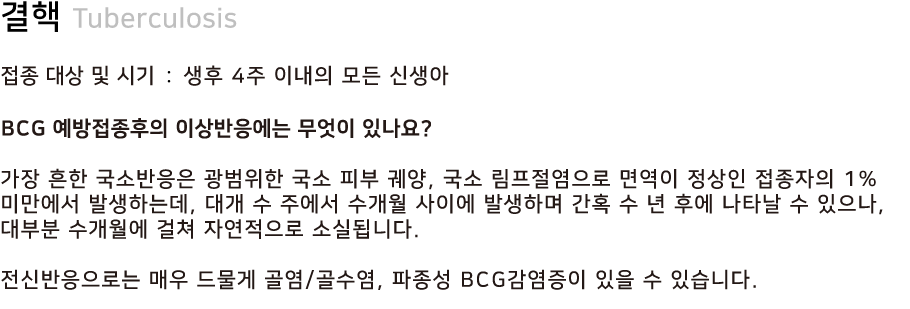 결핵 Tuberculosis
접종 대상 및 시기 : 생후 4주 이내의 모든 신생아
BCG 예방접종후의 이상반응에는 무엇이 있나요?
가장 흔한 국소반응은 광범위한 국소 피부 궤양, 국소 림프절염으로 면역이 정상인 접종자의 1%
미만에서 발생하는데, 대개 수 주에서 수개월 사이에 발생하며 간혹 수 년 후에 나타날 수 있으나,
대부분 수개월에 걸쳐 자연적으로 소실됩니다.
전신반응으로는 매우 드물게 골염/골수염, 파종성 BCG감염증이 있을 수 있습니다.